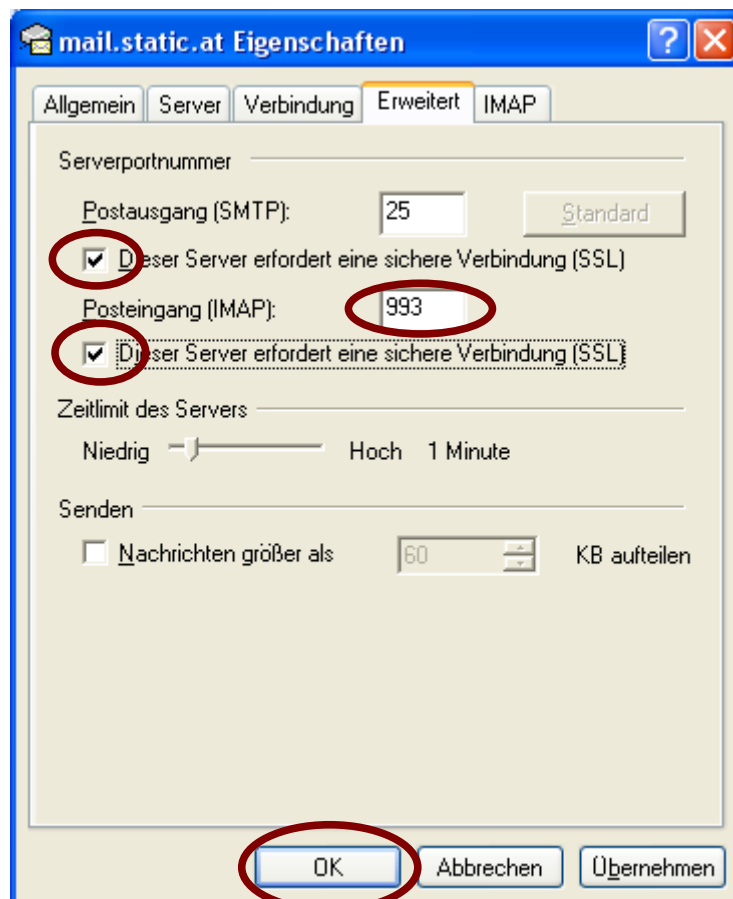 mail.static.at Eigenschaften
Allgemein Server Verbindung Erweitert IMAP
Serverportnummer
Postausgang (SMTP): 25 Standard
Dieser Server erfordert eine sichere Verbindung (SSL)
Posteingang (IMAP): 993
Dieser Server erfordert eine sichere Verbindung (SSL)
Zeitlimit des Servers
Niedrig Hoch 1 Minute
Senden
Nachrichten größer als 60 KB aufteilen
OK Abbrechen Übernehmen